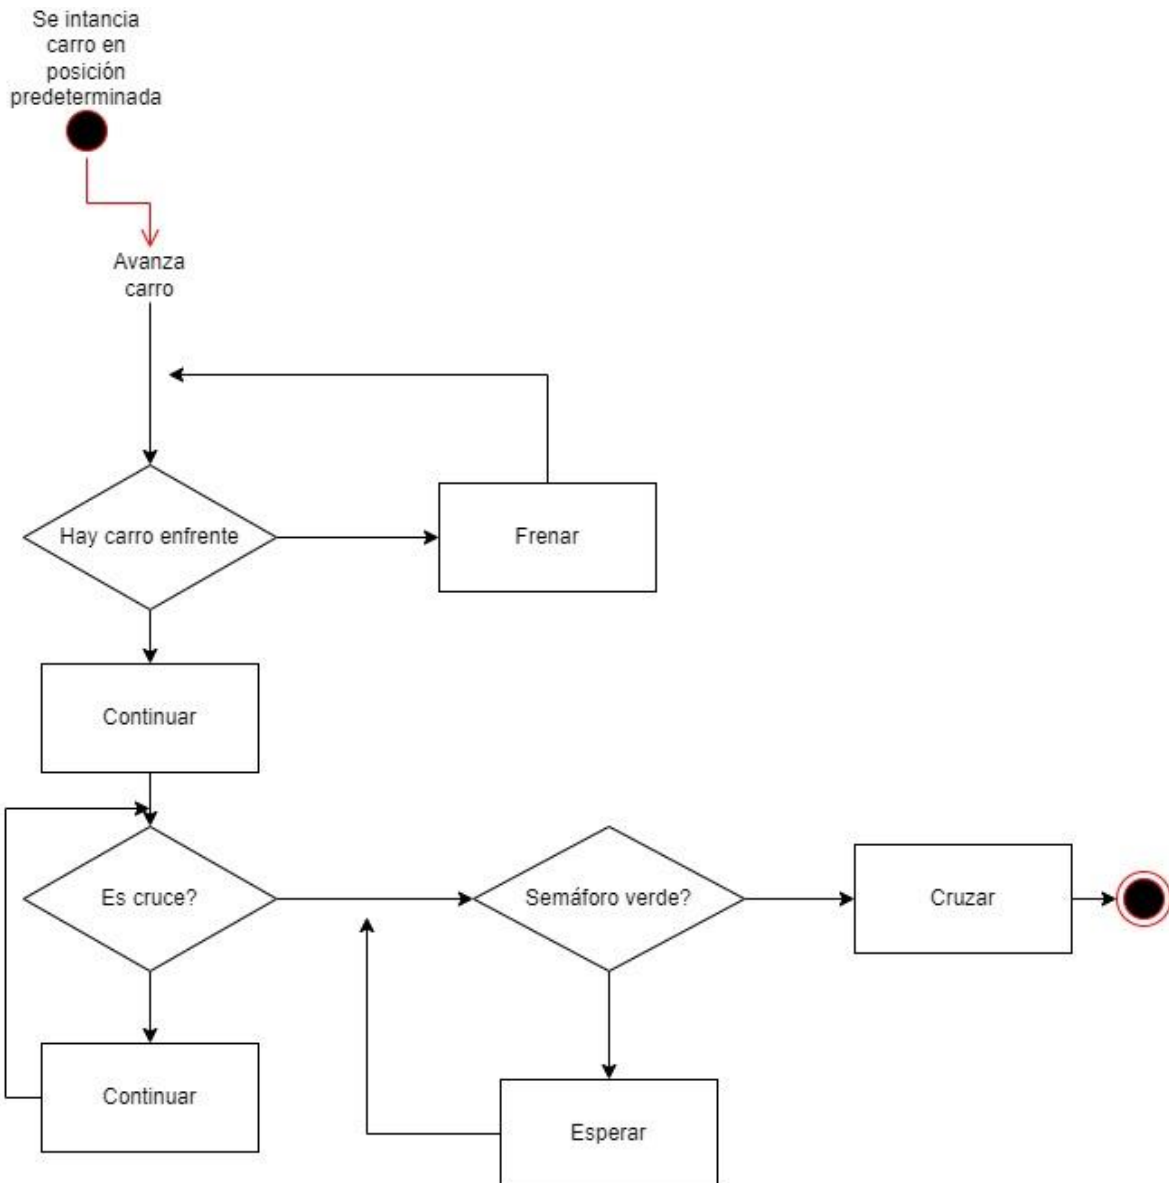 Se intancia
carro en
posición
predeterminada
Avanza
carro
Hay carro enfrente
Frenar
Continuar
Es cruce?
Semáforo verde?
Cruzar
Continuar
Esperar